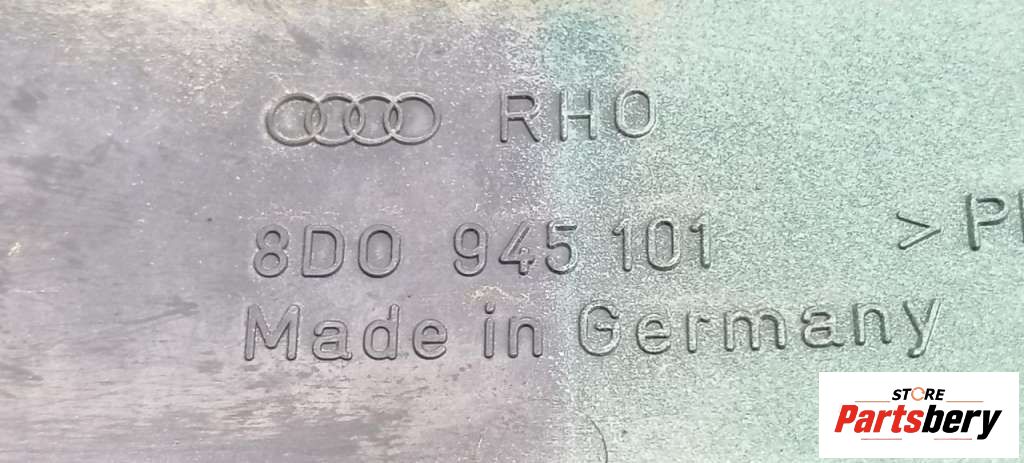 RHO
8D0 945 101
> P
Made in Germany
STORE
Partsbery